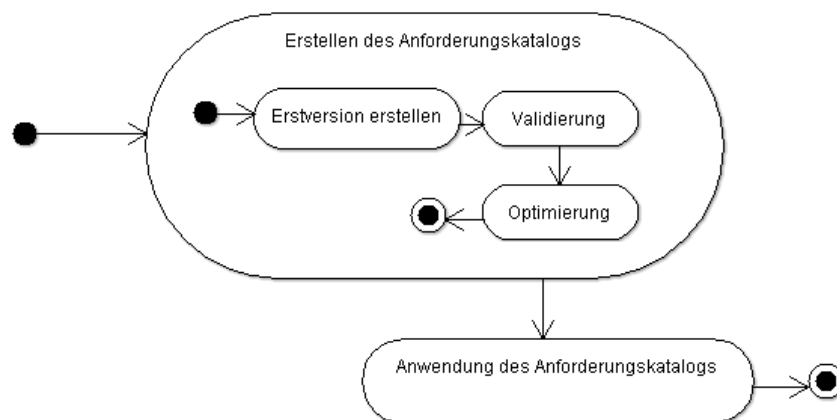 Erstellen des Anforderungskatalogs
Erstversion erstellen
Validierung
Optimierung
Anwendung des Anforderungskatalogs